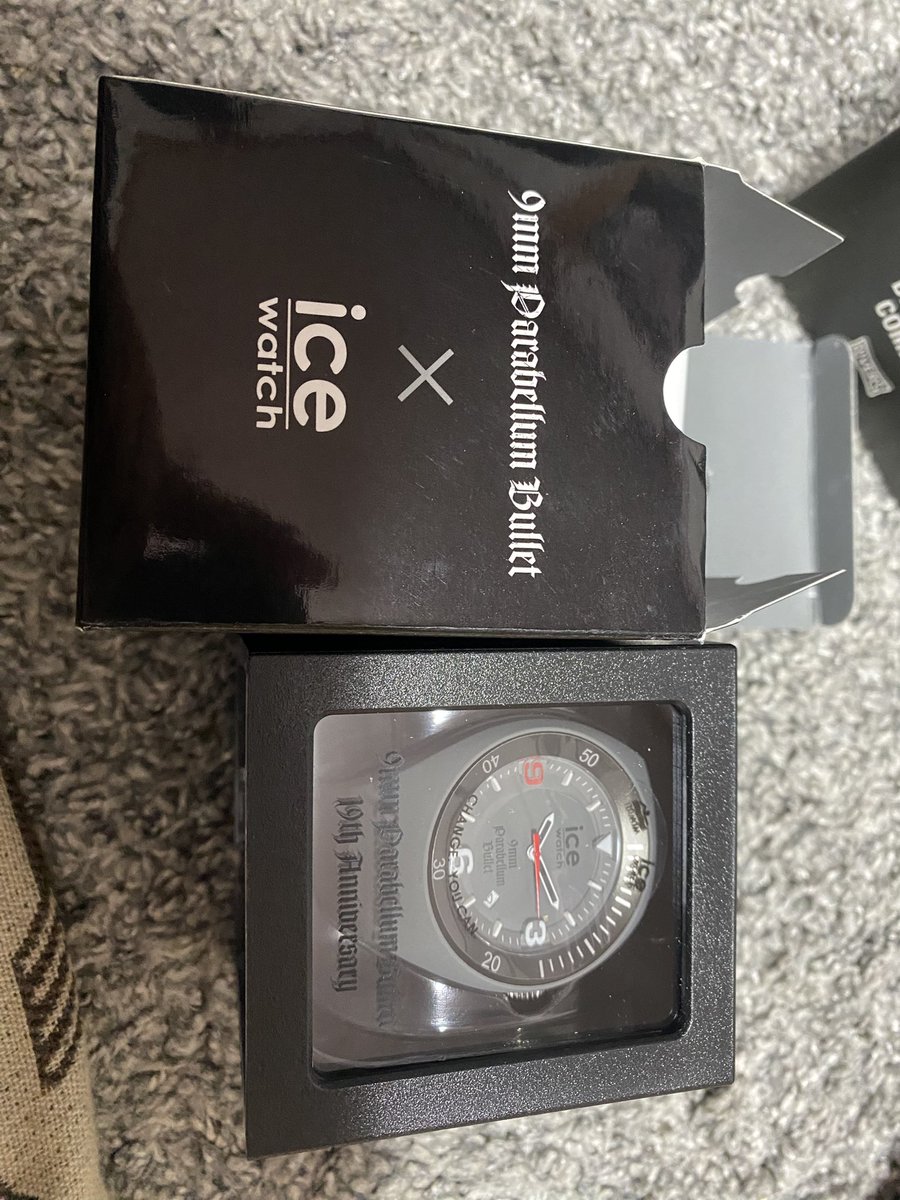 9mm Parabellum Bullet
×
ice
watch
50
40
30
20
9
6
3
ice
watch
9mm
Parabellum
Bullet
CHANGE. YOU CAN.
9mm Parabellum Bullet
19th Anniversary